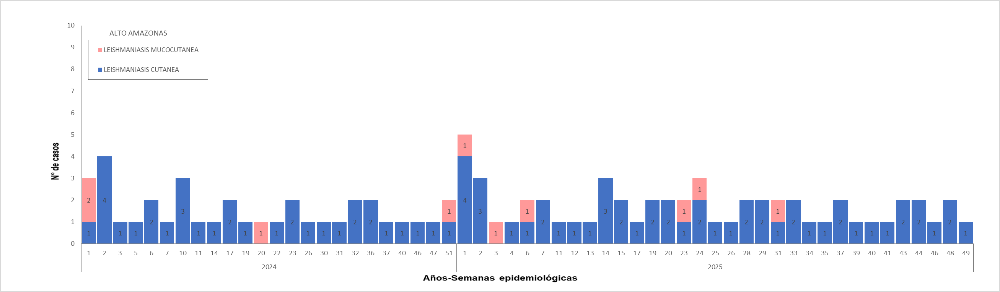 ALTO AMAZONAS
LEISHMANIASIS MUCOCUTANEA
LEISHMANIASIS CUTANEA
N° de casos
10
9
8
7
6
5
4
3
2
1
0
2 4 3 1 1 1 1 1
1 4 1 1 2 1 3 1 1 2 1 1 1 2 1 1 1 2 2 1 1 1 1 1 4 3 1 1 1 2 1 1 1 3 2 1 2 2 1 2 1 1 2 2 1 2 1 1 2 1 1 1 2 2 1 2 1
1 2 3 5 6 7 10 11 14 17 19 20 22 23 26 30 31 32 36 37 40 46 47 51 1 2 3 4 6 7 11 12 13 14 15 17 19 20 23 24 25 26 28 29 31 33 34 35 37 39 40 41 43 44 46 48 49
2024 2025
Años-Semanas epidemiológicas